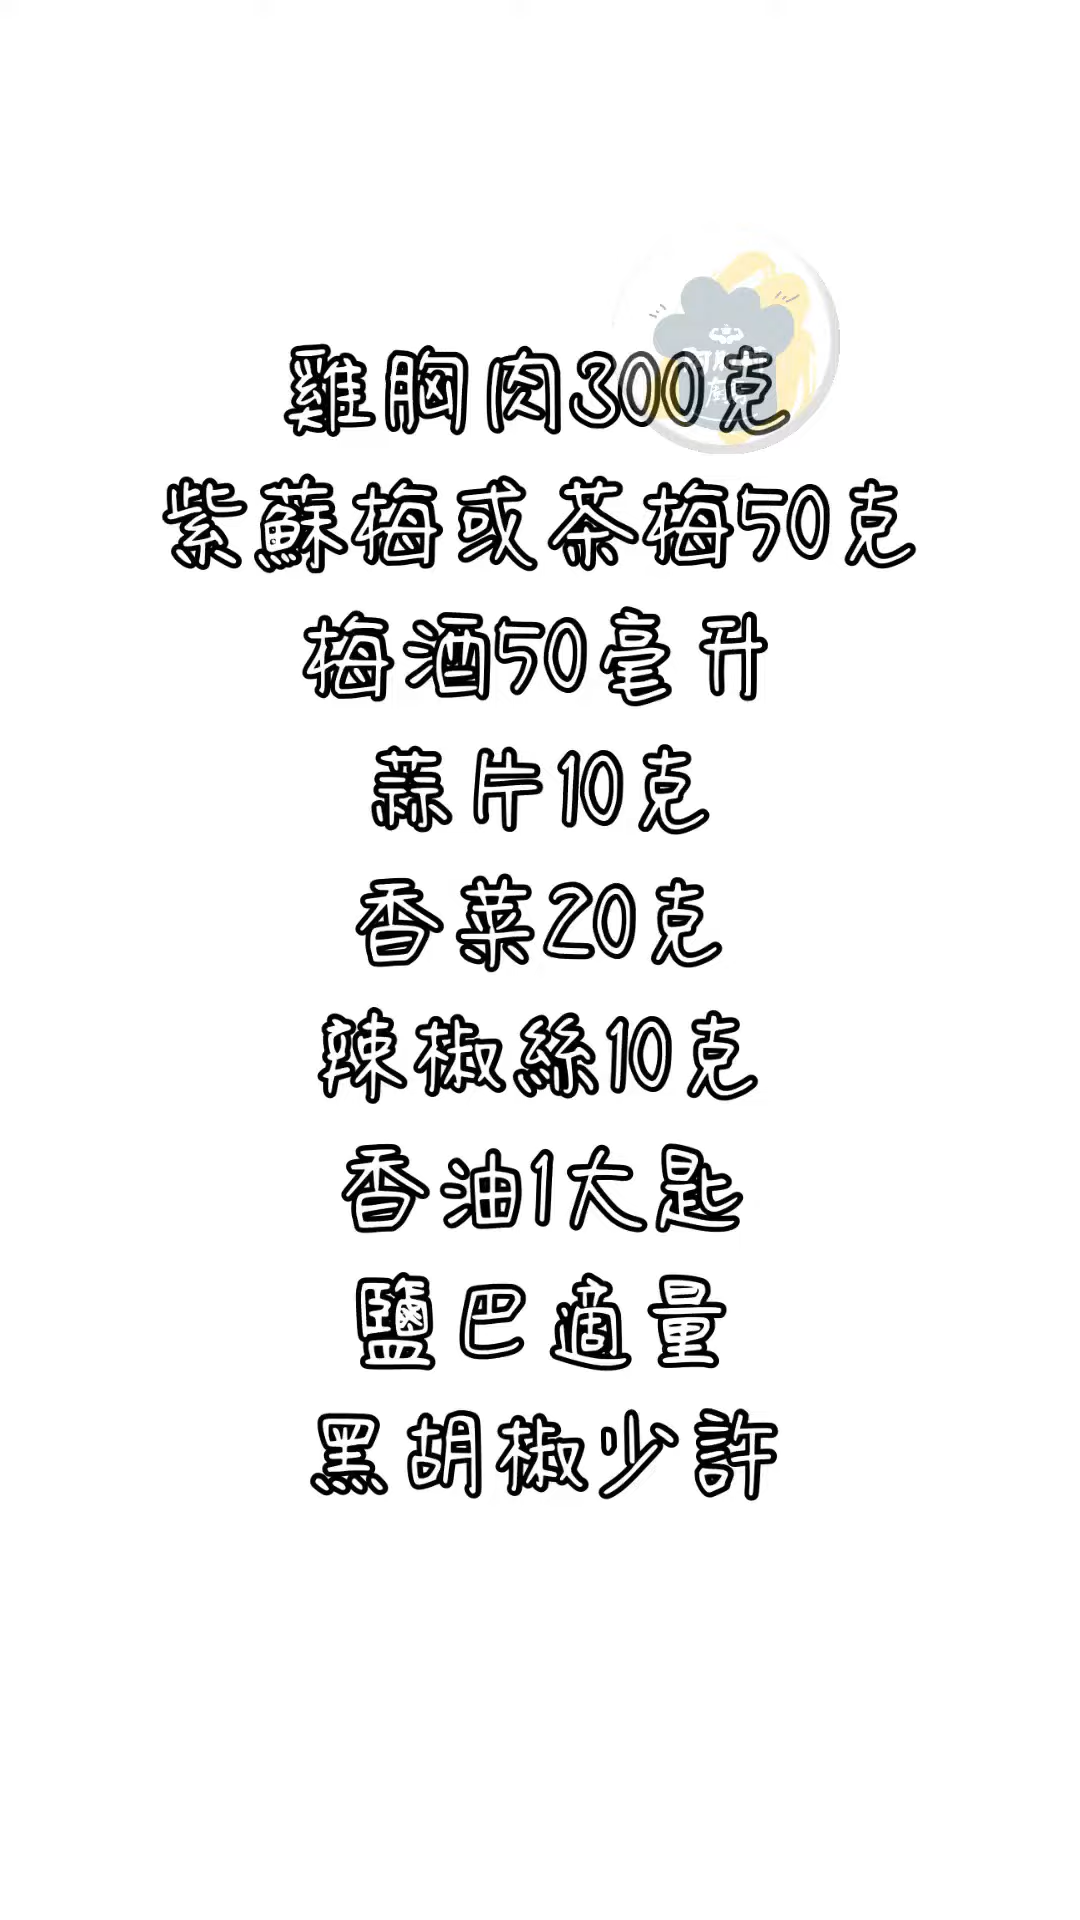 雞胸肉300克
紫蘇梅或茶梅50克
梅酒50毫升
蒜片10克
香菜20克
辣椒絲10克
香油1大匙
鹽巴適量
黑胡椒少許